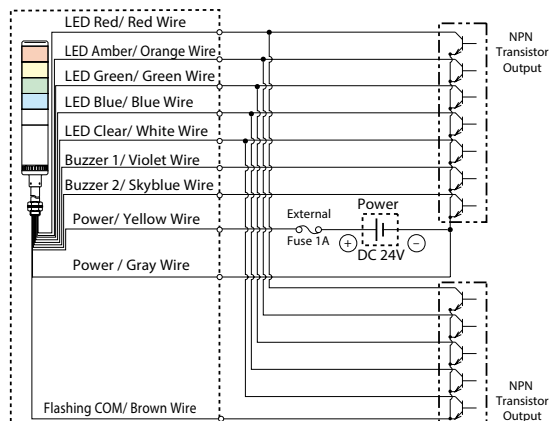 LED Red/ Red Wire
LED Amber/ Orange Wire
LED Green/ Green Wire
LED Blue/ Blue Wire
LED Clear/ White Wire
Buzzer 1/ Violet Wire
Buzzer 2/ Skyblue Wire
Power/ Yellow Wire
Power / Gray Wire
Flashing COM/ Brown Wire
External
Fuse 1A
Power
+
−
DC 24V
NPN
Transistor
Output
NPN
Transistor
Output